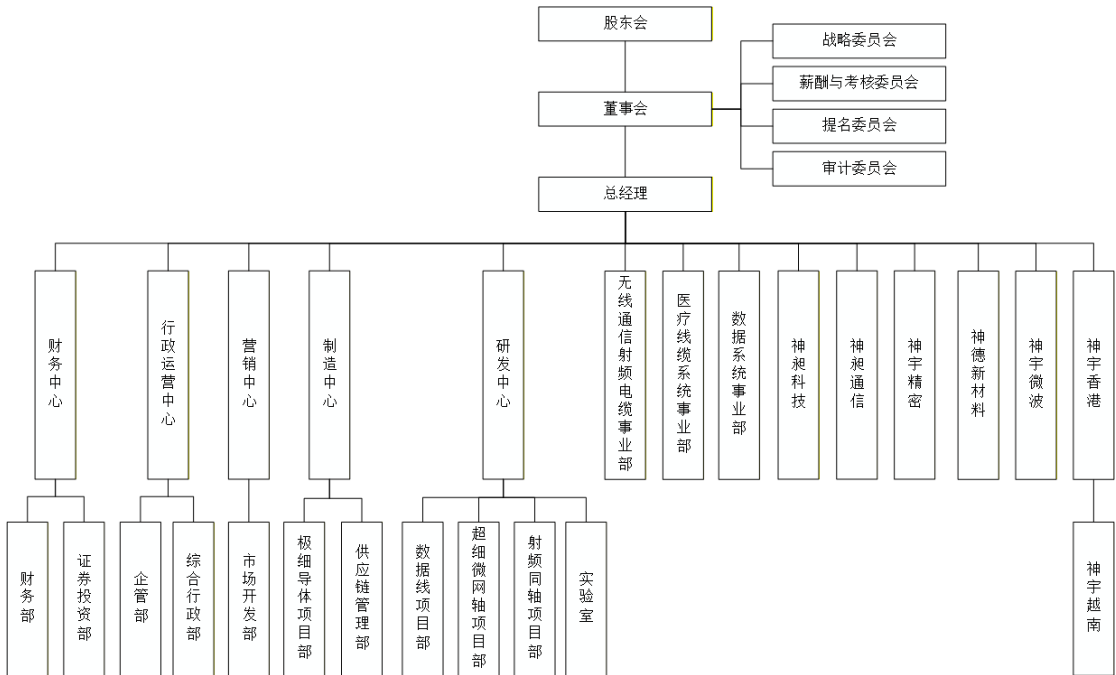 股东会
战略委员会
薪酬与考核委员会
董事会
提名委员会
审计委员会
总经理
财务中心
行政运营中心
营销中心
制造中心
研发中心
无线通信射频电缆事业部
医疗线缆系统事业部
数据系统事业部
神昶科技
神昶通信
神宇精密
神德新材料
神宇微波
神宇香港
财务部
证券投资部
企管部
综合行政部
市场开发部
极细导体项目部
供应链管理部
数据线项目部
超细微网轴项目部
射频同轴项目部
实验室
神宇越南